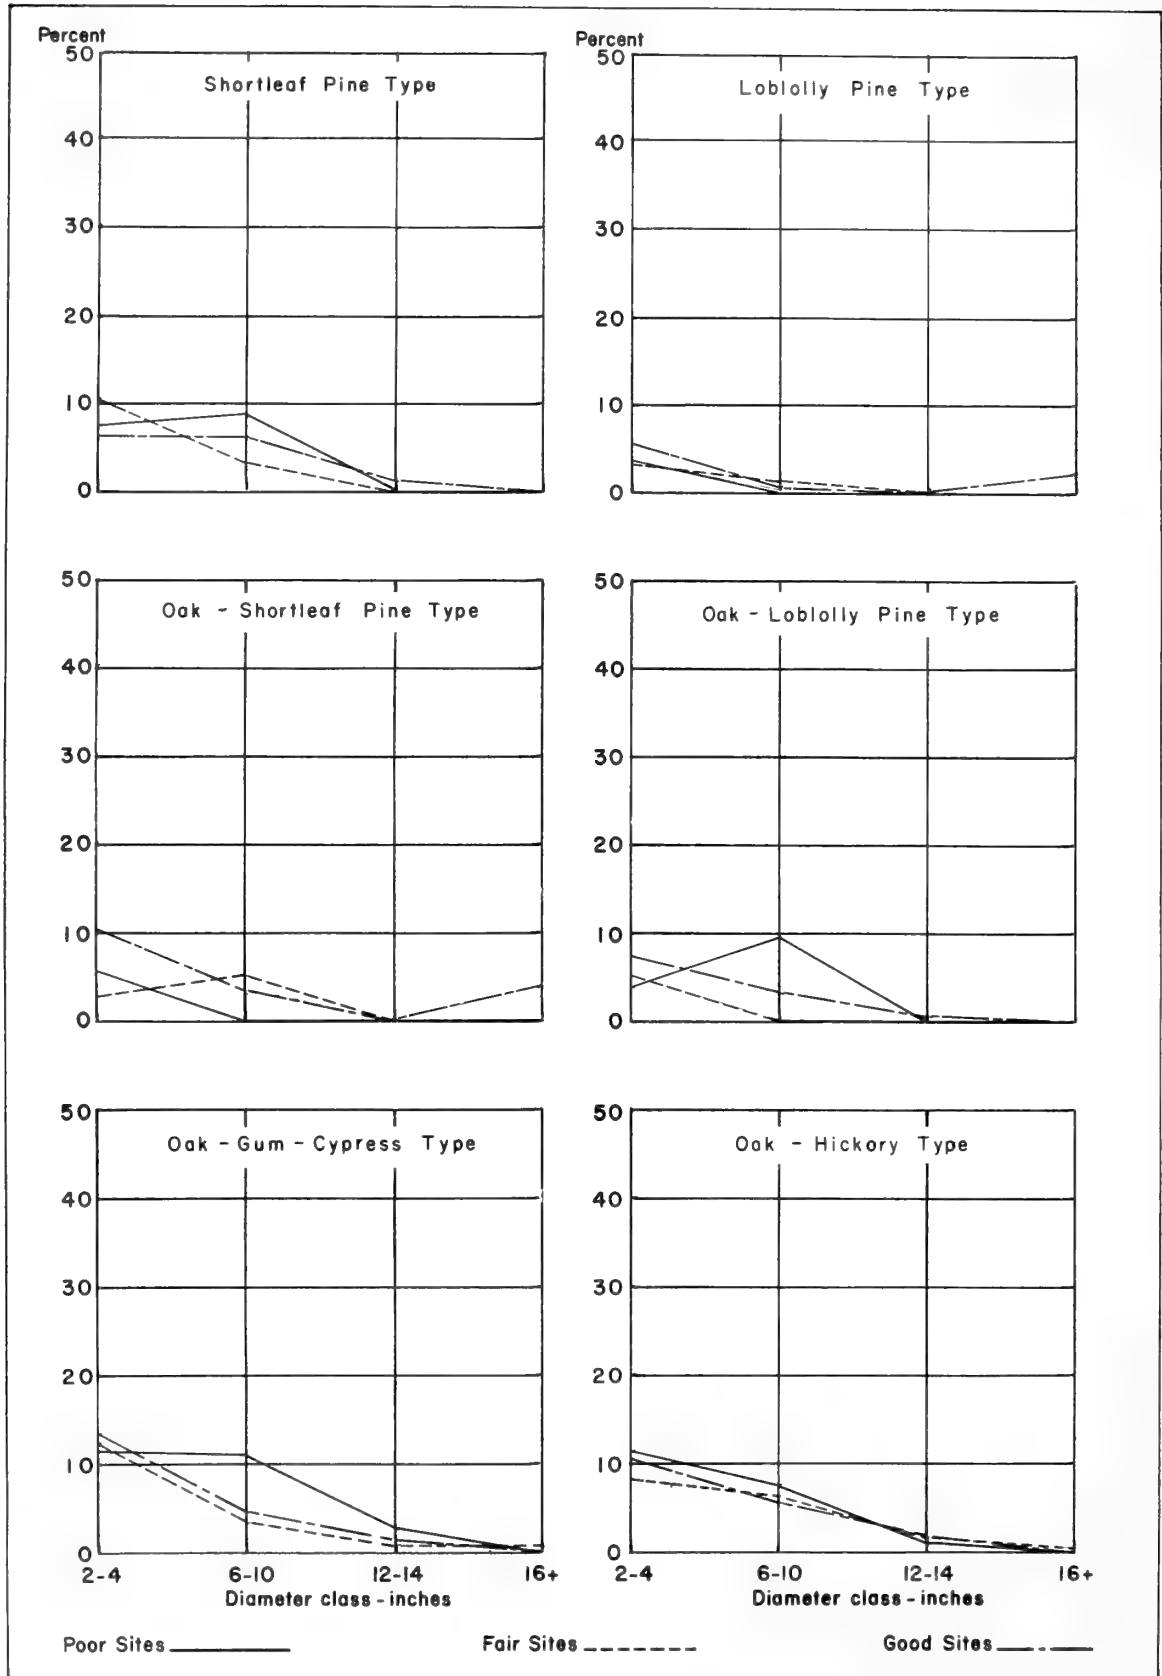 Percent
50
Shortleaf Pine Type
40
30
20
10
0
Percent
50
Loblolly Pine Type
40
30
20
10
0
50
Oak - Shortleaf Pine Type
40
30
20
10
0
50
Oak - Loblolly Pine Type
40
30
20
10
0
50
Oak - Gum - Cypress Type
40
30
20
10
0
2-4 6-10 12-14 16+
Diameter class - inches
50
Oak - Hickory Type
40
30
20
10
0
2-4 6-10 12-14 16+
Diameter class - inches
Poor Sites Fair Sites Good Sites